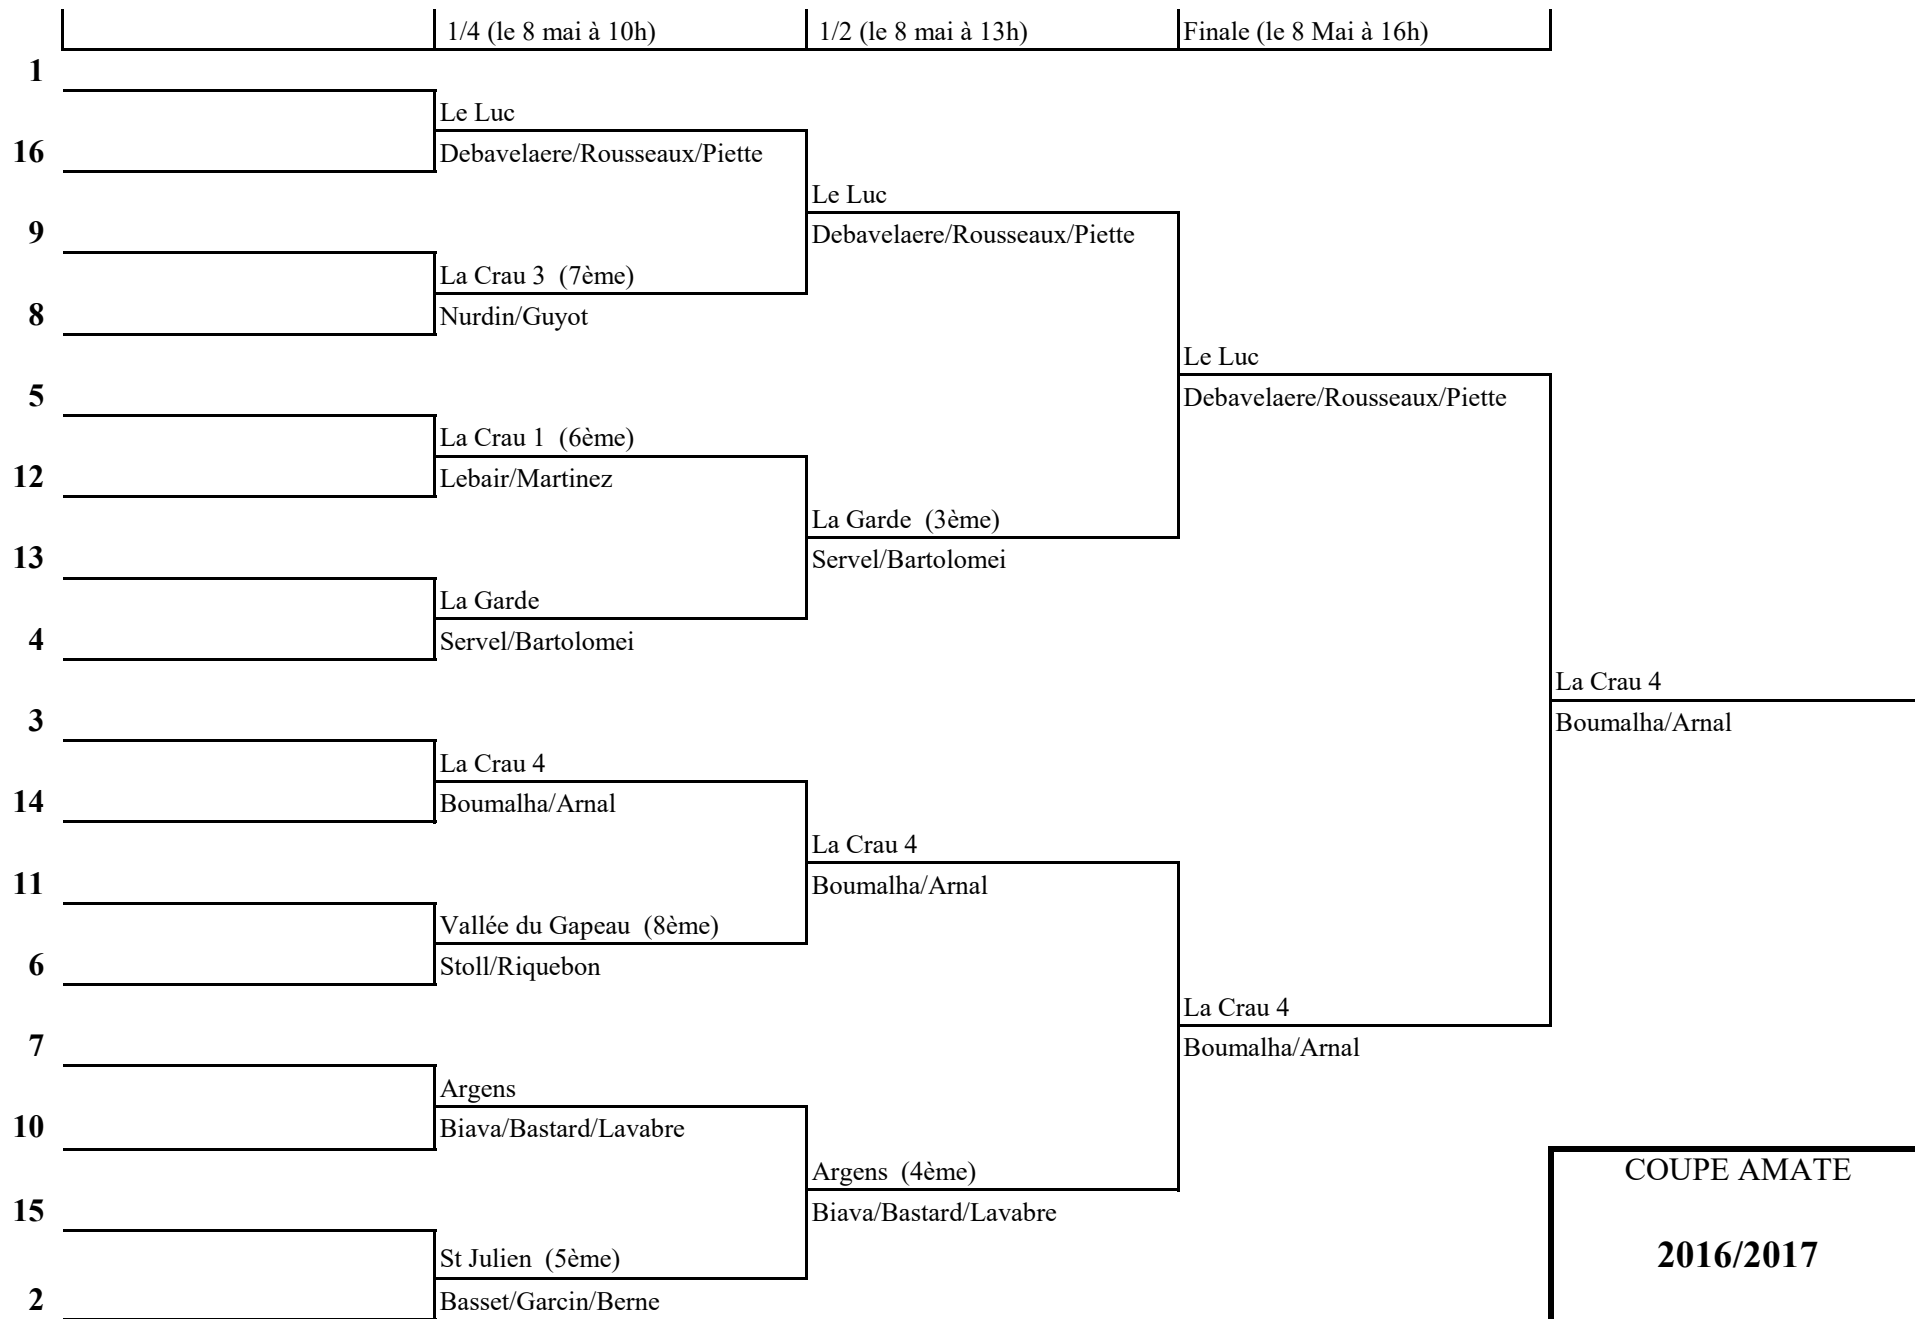 1/4 (le 8 mai à 10h)
1/2 (le 8 mai à 13h)
Finale (le 8 Mai à 16h)
1
Le Luc
16
Debavelaere/Rousseaux/Piette
Le Luc
9
Debavelaere/Rousseaux/Piette
La Crau 3 (7ème)
8
Nurdin/Guyot
Le Luc
5
Debavelaere/Rousseaux/Piette
La Crau 1 (6ème)
12
Lebair/Martinez
La Garde (3ème)
13
Servel/Bartolomei
La Garde
4
Servel/Bartolomei
La Crau 4
3
Boumalha/Arnal
La Crau 4
14
Boumalha/Arnal
La Crau 4
11
Boumalha/Arnal
Vallée du Gapeau (8ème)
6
Stoll/Riquebon
La Crau 4
7
Boumalha/Arnal
Argens
10
Biava/Bastard/Lavabre
Argens (4ème)
COUPE AMATE
15
Biava/Bastard/Lavabre
St Julien (5ème)
2016/2017
2
Basset/Garcin/Berne